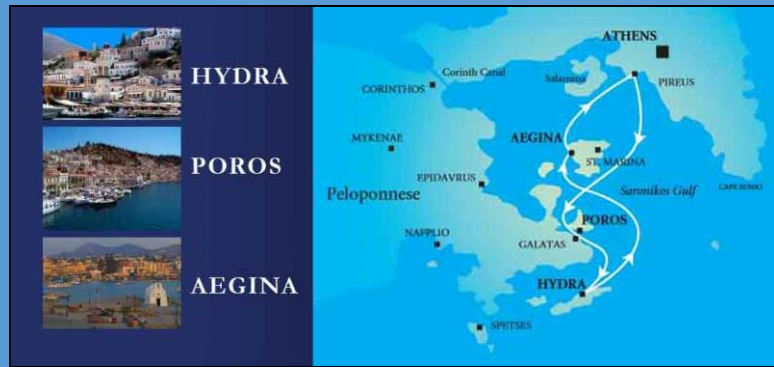 HYDRA
POROS
AEGINA
ATHENS
Corinth Canal
Salamina
PIREUS
CORINTHOS
MYKENAE
AEGINA
ST. MARINA
EPIDAVRUS
Peloponnese
Saronikos Gulf
CAPE SUNIO
POROS
NAFPLIO
GALATAS
HYDRA
SPETSES